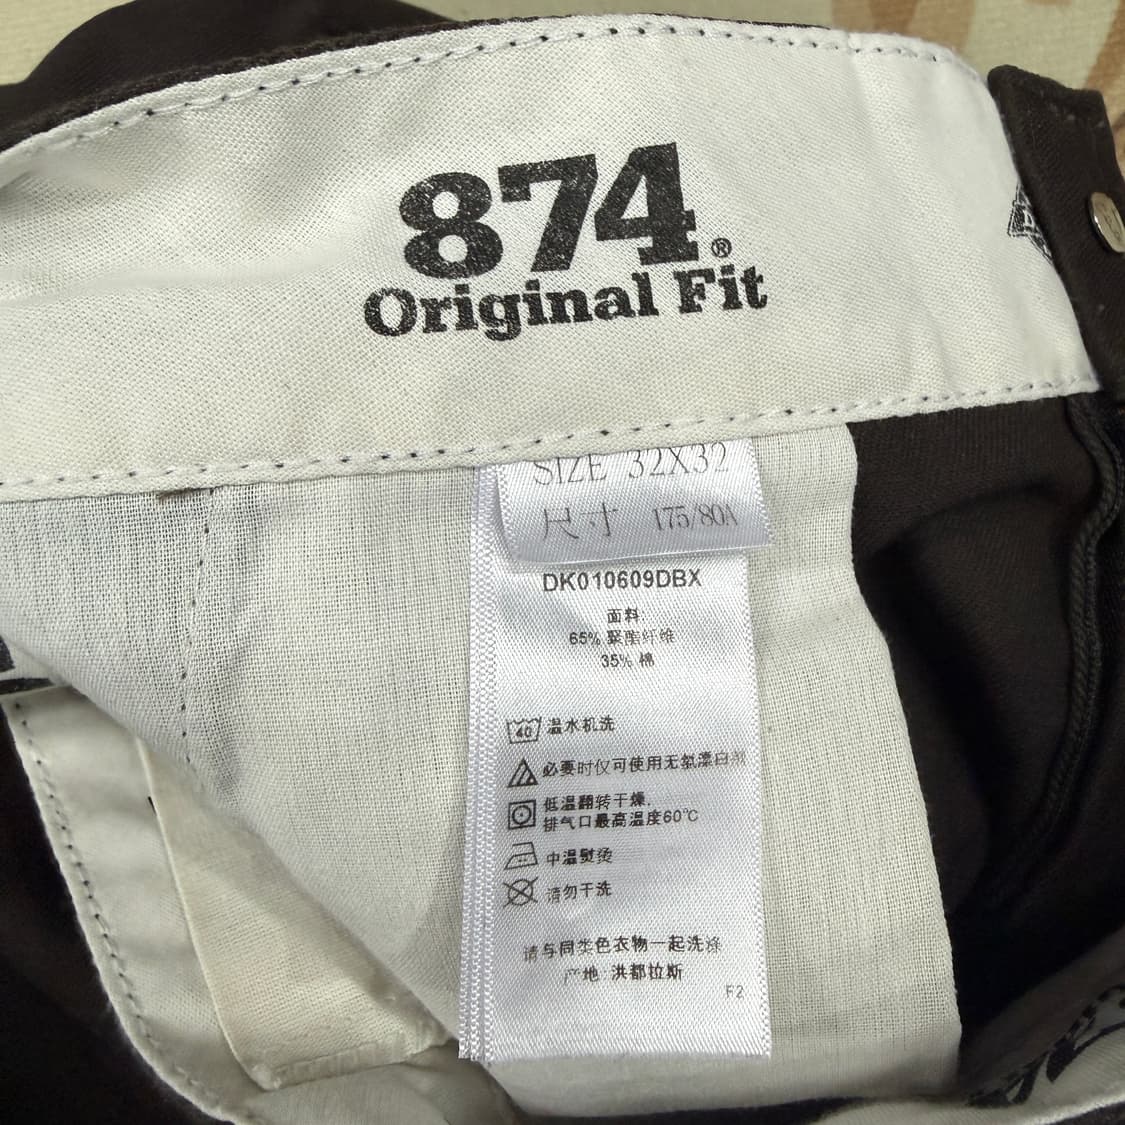 874®
Original Fit
SIZE 32X32
尺寸 175/80A
DK010609DBX
面料
65% 聚酯纤维
35% 棉
40 温水机洗
必要时仅可使用无氯漂白剂
低温翻转干燥,
排气口最高温度60℃
中温熨烫
请勿干洗
请与同类色衣物一起洗涤
产地 洪都拉斯
F2